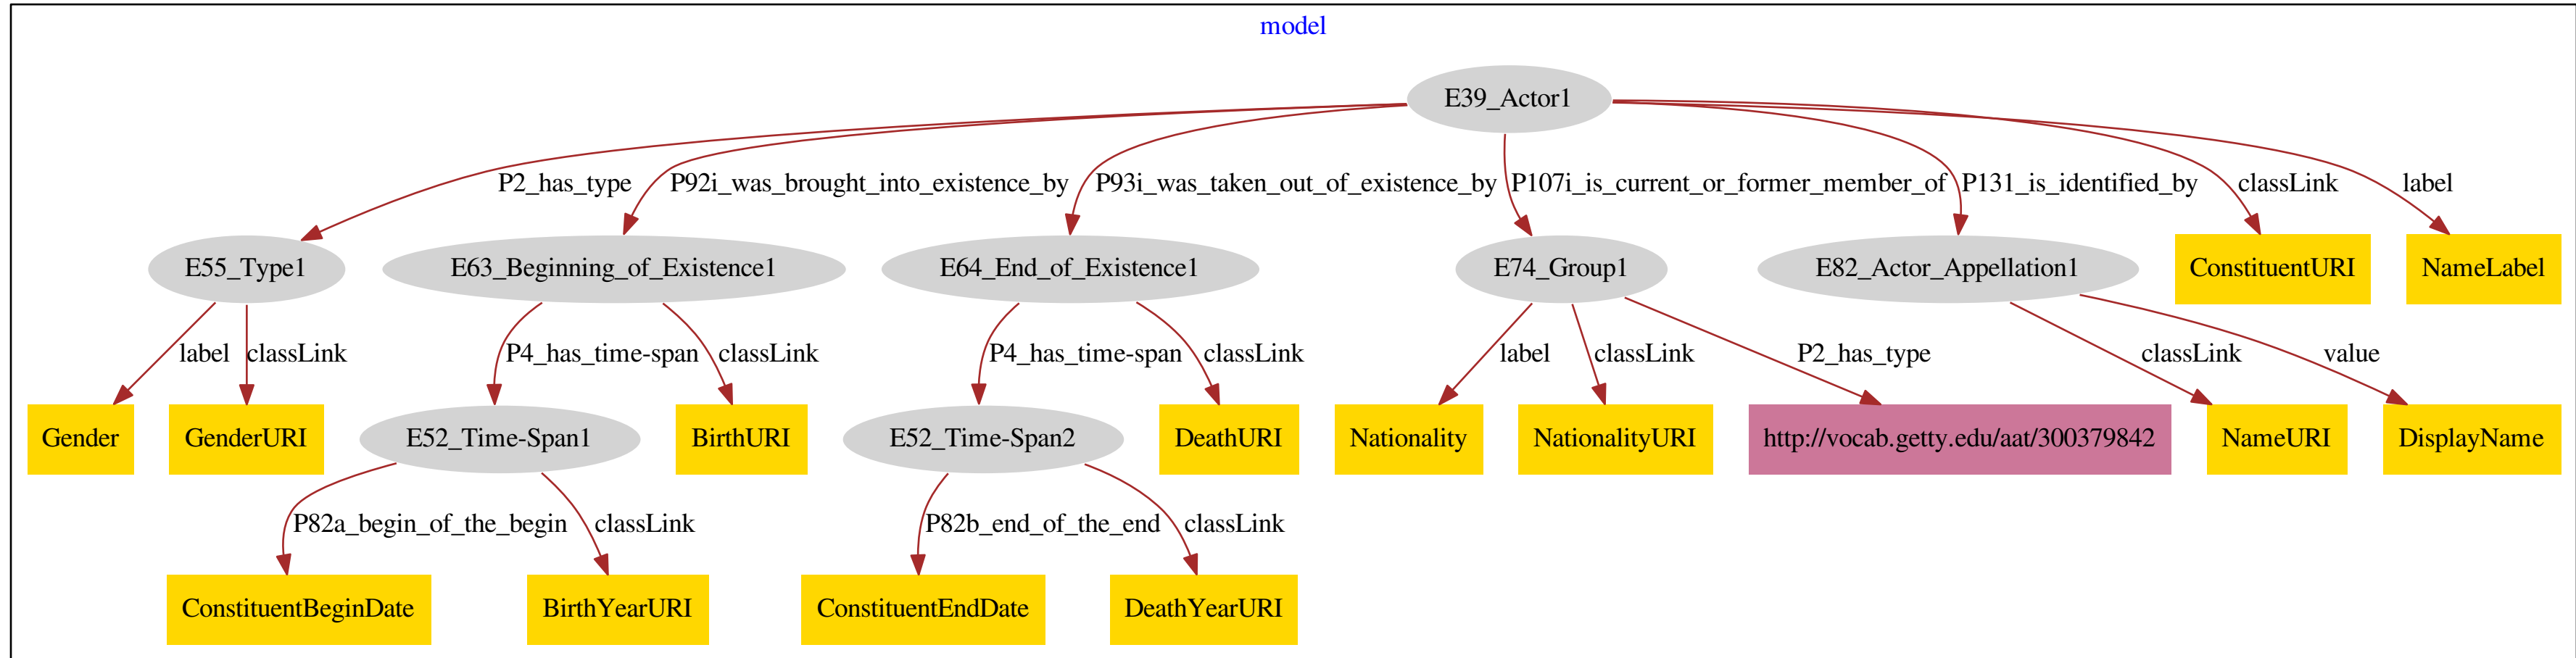 model
E39_Actor1
P2_has_type
P92i_was_brought_into_existence_by
P93i_was_taken_out_of_existence_by
P107i_is_current_or_former_member_of
P131_is_identified_by
classLink
label
E55_Type1
E63_Beginning_of_Existence1
E64_End_of_Existence1
E74_Group1
E82_Actor_Appellation1
ConstituentURI
NameLabel
label
classLink
P4_has_time-span
classLink
P4_has_time-span
classLink
label
classLink
P2_has_type
classLink
value
Gender
GenderURI
E52_Time-Span1
BirthURI
E52_Time-Span2
DeathURI
Nationality
NationalityURI
http://vocab.getty.edu/aat/300379842
NameURI
DisplayName
P82a_begin_of_the_begin
classLink
P82b_end_of_the_end
classLink
ConstituentBeginDate
BirthYearURI
ConstituentEndDate
DeathYearURI